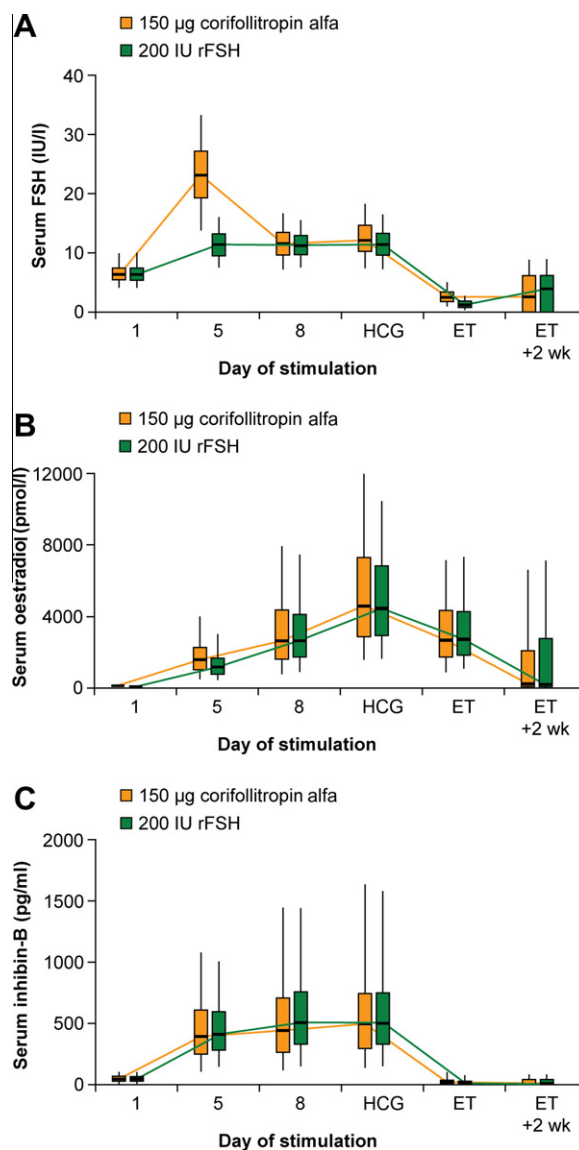 A
150 µg corifollitropin alfa
200 IU rFSH
Serum FSH (IU/l)
40
30
20
10
0
1 5 8 HCG ET ET
+2 wk
Day of stimulation
B
150 µg corifollitropin alfa
200 IU rFSH
Serum oestradiol (pmol/l)
12000
8000
4000
0
1 5 8 HCG ET ET
+2 wk
Day of stimulation
C
150 µg corifollitropin alfa
200 IU rFSH
Serum inhibin-B (pg/ml)
2000
1500
1000
500
0
1 5 8 HCG ET ET
+2 wk
Day of stimulation